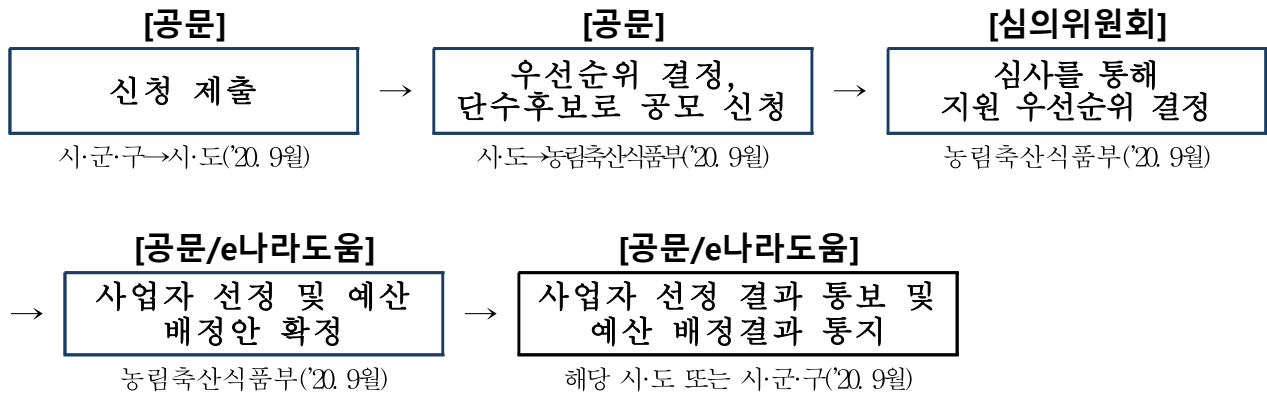 [공문]
신청 제출
시·군·구→시·도('20. 9월)
→
[공문]
우선순위 결정,
단수후보로 공모 신청
시·도→농림축산식품부('20. 9월)
→
[심의위원회]
심사를 통해
지원 우선순위 결정
농림축산식품부('20. 9월)
→
[공문/e나라도움]
사업자 선정 및 예산
배정안 확정
농림축산식품부('20. 9월)
→
[공문/e나라도움]
사업자 선정 결과 통보 및
예산 배정결과 통지
해당 시·도 또는 시·군·구('20. 9월)